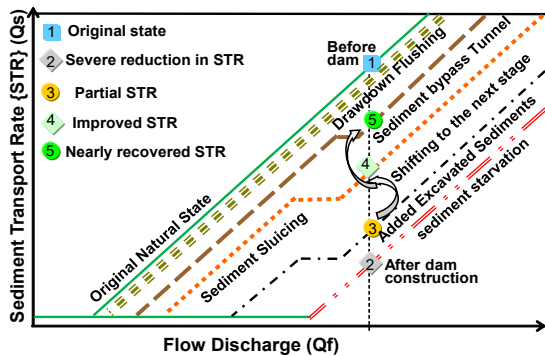 Sediment Transport Rate {STR} (Qs)
1 Original state
2 Severe reduction in STR
3 Partial STR
4 Improved STR
5 Nearly recovered STR
Before
dam
1
5
4
3
2
Original Natural State
Drawdown Flushing
Sediment bypass Tunnel
Sediment Sluicing
Shifting to the next stage
Added Excavated Sediments
sediment starvation
After dam
construction
Flow Discharge (Qf)